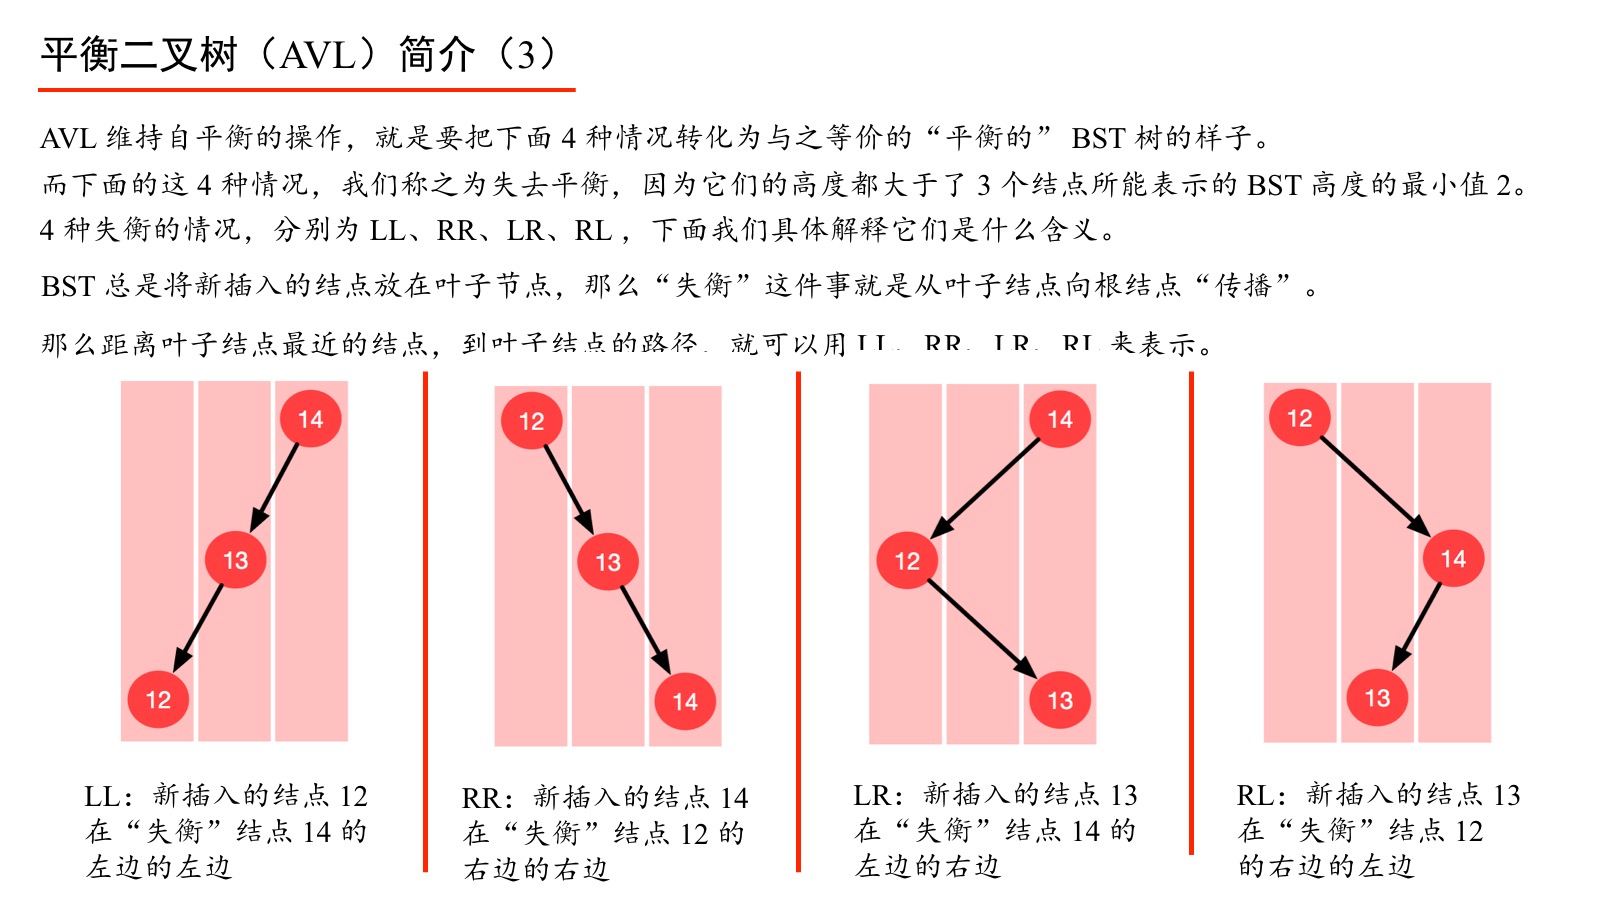 平衡二叉树（AVL）简介（3）
AVL 维持自平衡的操作，就是要把下面 4 种情况转化为与之等价的“平衡的” BST 树的样子。
而下面的这 4 种情况，我们称之为失去平衡，因为它们的高度都大于了 3 个结点所能表示的 BST 高度的最小值 2。
4 种失衡的情况，分别为 LL、RR、LR、RL ，下面我们具体解释它们是什么含义。
BST 总是将新插入的结点放在叶子节点，那么“失衡”这件事就是从叶子结点向根结点“传播”。
那么距离叶子结点最近的结点，到叶子结点的路径，就可以用 LL、RR、LR、RL 来表示。
14
13
12
12
13
14
14
12
13
12
14
13
LL：新插入的结点 12
在“失衡”结点 14 的
左边的左边
RR：新插入的结点 14
在“失衡”结点 12 的
右边的右边
LR：新插入的结点 13
在“失衡”结点 14 的
左边的右边
RL：新插入的结点 13
在“失衡”结点 12
的右边的左边